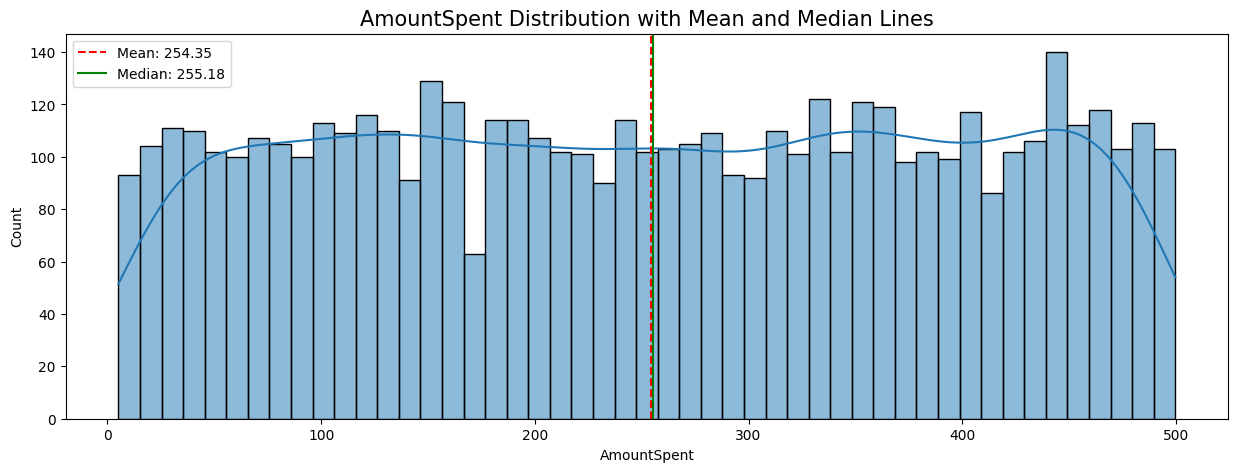 AmountSpent Distribution with Mean and Median Lines
Mean: 254.35
Median: 255.18
140
120
100
80
60
40
20
0
Count
0 100 200 300 400 500
AmountSpent